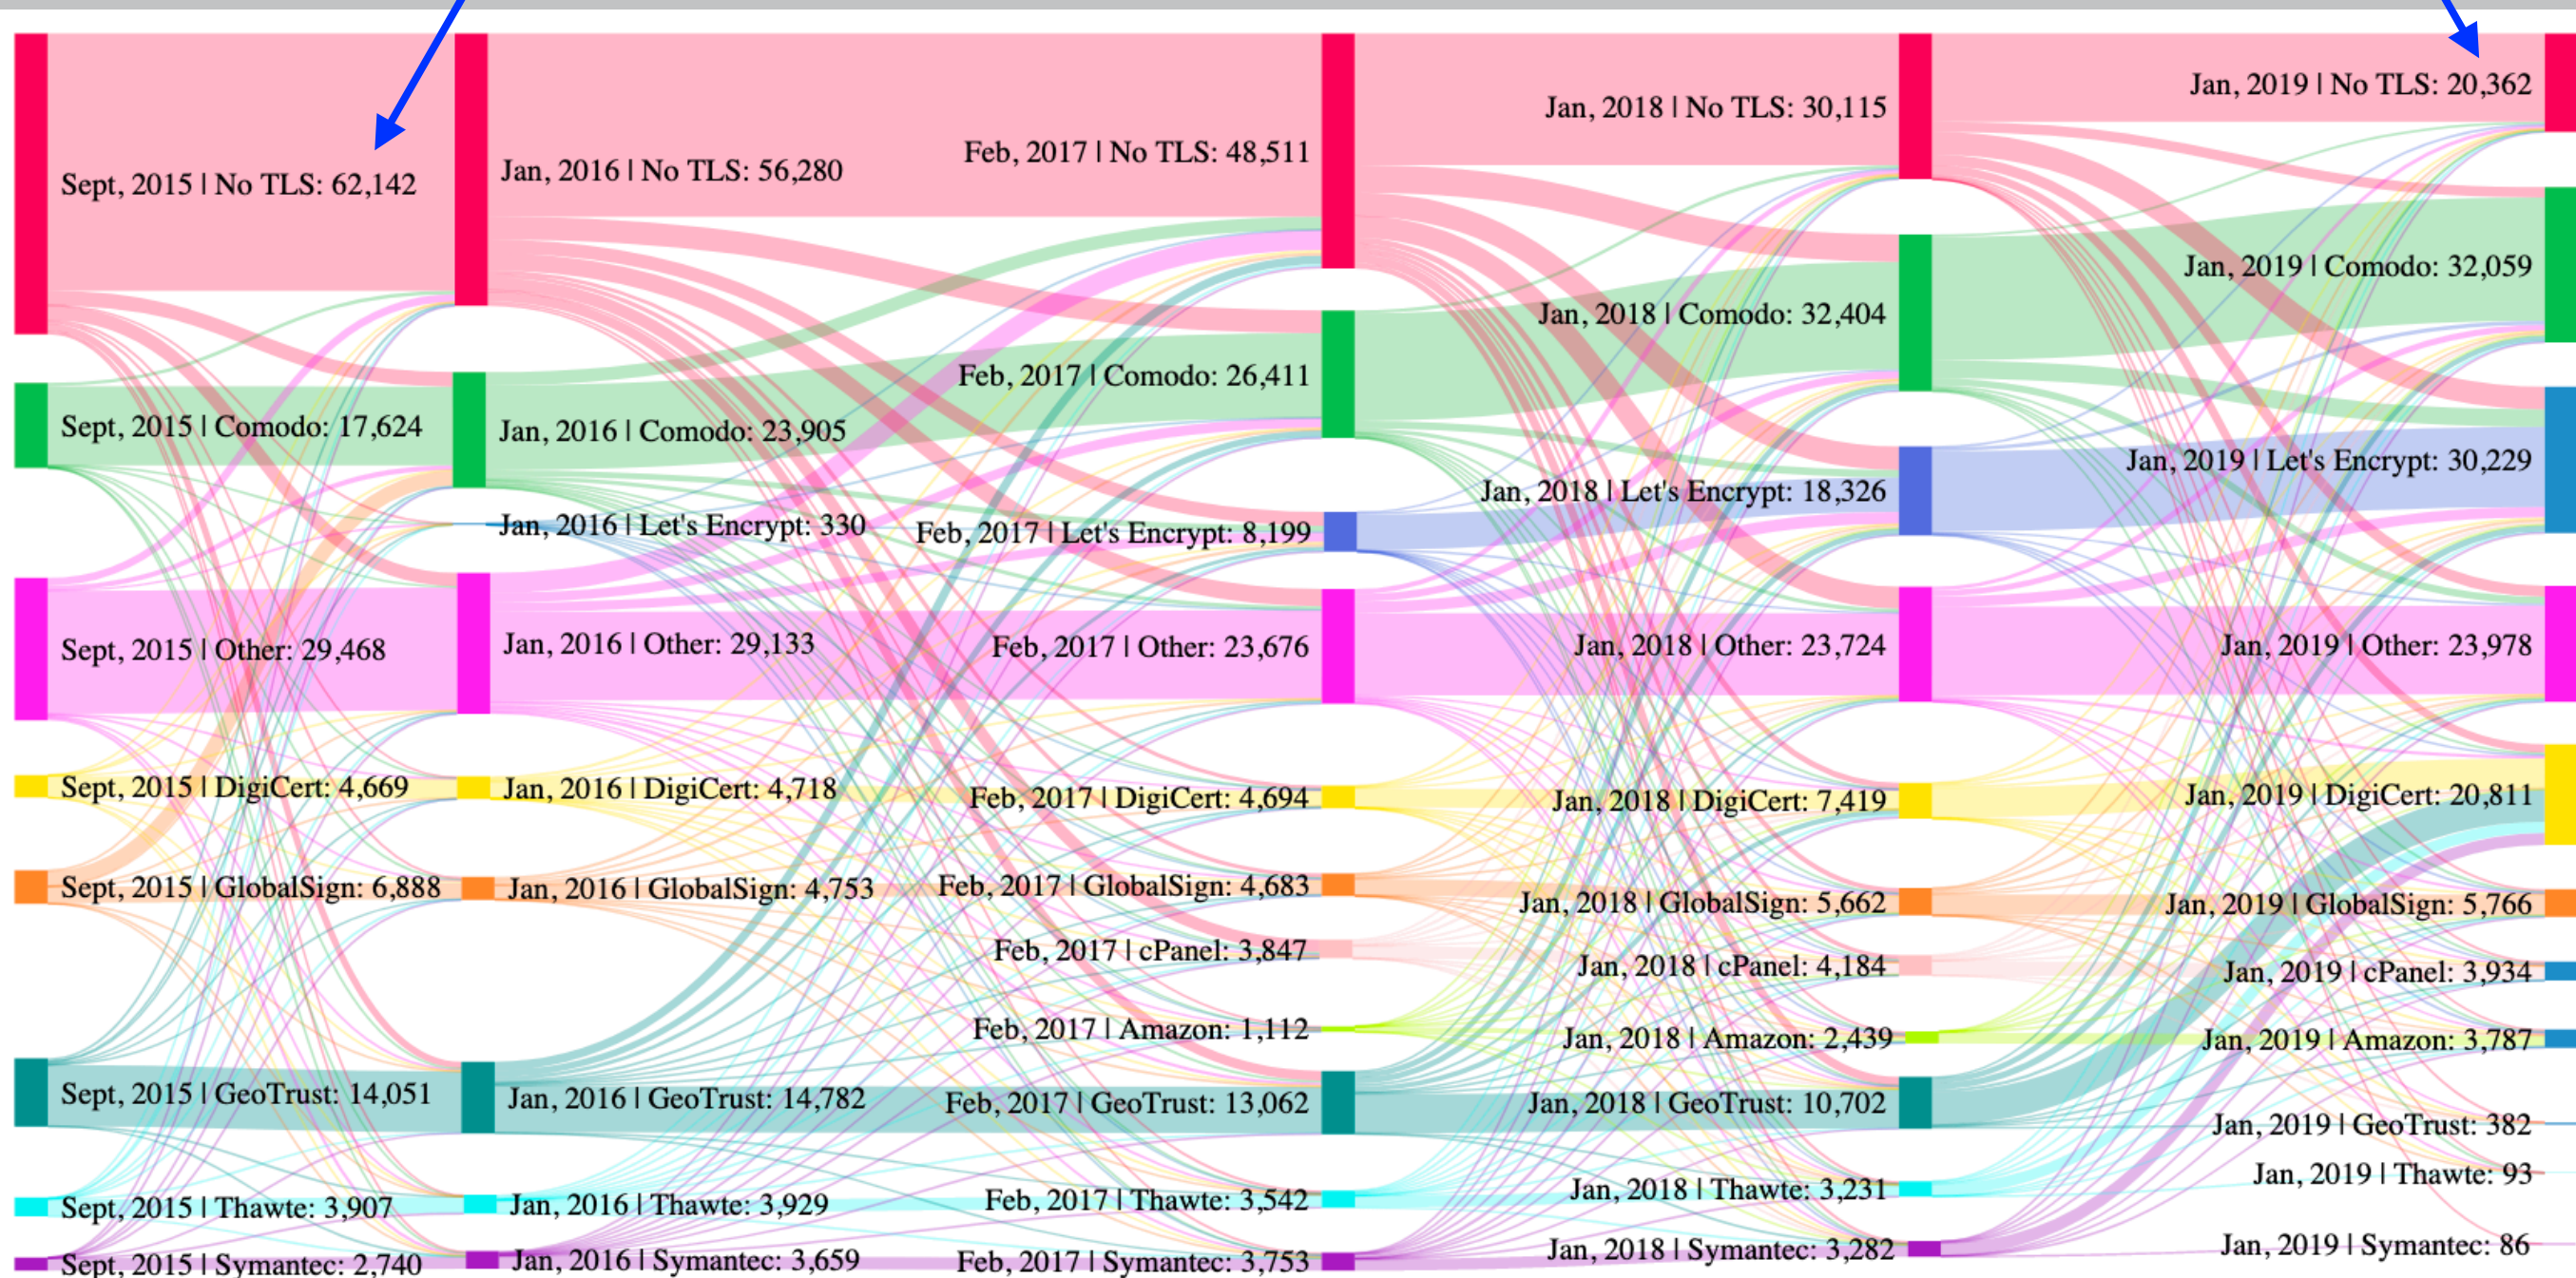 Sept, 2015 | No TLS: 62,142
Sept, 2015 | Comodo: 17,624
Sept, 2015 | Other: 29,468
Sept, 2015 | DigiCert: 4,669
Sept, 2015 | GlobalSign: 6,888
Sept, 2015 | GeoTrust: 14,051
Sept, 2015 | Thawte: 3,907
Sept, 2015 | Symantec: 2,740
Jan, 2016 | No TLS: 56,280
Jan, 2016 | Comodo: 23,905
Jan, 2016 | Let's Encrypt: 330
Jan, 2016 | Other: 29,133
Jan, 2016 | DigiCert: 4,718
Jan, 2016 | GlobalSign: 4,753
Jan, 2016 | GeoTrust: 14,782
Jan, 2016 | Thawte: 3,929
Jan, 2016 | Symantec: 3,659
Feb, 2017 | No TLS: 48,511
Feb, 2017 | Comodo: 26,411
Feb, 2017 | Let's Encrypt: 8,199
Feb, 2017 | Other: 23,676
Feb, 2017 | DigiCert: 4,694
Feb, 2017 | GlobalSign: 4,683
Feb, 2017 | cPanel: 3,847
Feb, 2017 | Amazon: 1,112
Feb, 2017 | GeoTrust: 13,062
Feb, 2017 | Thawte: 3,542
Feb, 2017 | Symantec: 3,753
Jan, 2018 | No TLS: 30,115
Jan, 2018 | Comodo: 32,404
Jan, 2018 | Let's Encrypt: 18,326
Jan, 2018 | Other: 23,724
Jan, 2018 | DigiCert: 7,419
Jan, 2018 | GlobalSign: 5,662
Jan, 2018 | cPanel: 4,184
Jan, 2018 | Amazon: 2,439
Jan, 2018 | GeoTrust: 10,702
Jan, 2018 | Thawte: 3,231
Jan, 2018 | Symantec: 3,282
Jan, 2019 | No TLS: 20,362
Jan, 2019 | Comodo: 32,059
Jan, 2019 | Let's Encrypt: 30,229
Jan, 2019 | Other: 23,978
Jan, 2019 | DigiCert: 20,811
Jan, 2019 | GlobalSign: 5,766
Jan, 2019 | cPanel: 3,934
Jan, 2019 | Amazon: 3,787
Jan, 2019 | GeoTrust: 382
Jan, 2019 | Thawte: 93
Jan, 2019 | Symantec: 86